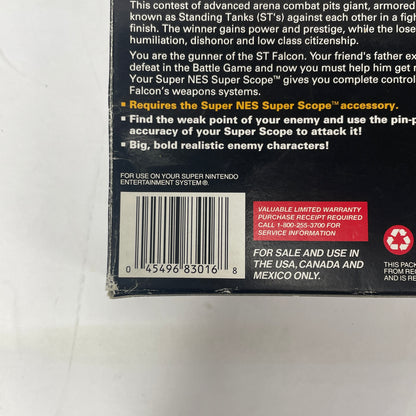 This contest of advanced arena combat pits giant, armored
known as Standing Tanks (ST's) against each other in a figh
finish. The winner gains power and prestige, while the lose
humiliation, dishonor and low class citizenship.
You are the gunner of the ST Falcon. Your friend's father ex
defeat in the Battle Game and now you must help him get r
Your Super NES Super Scope™ gives you complete control
Falcon's weapons systems.
▪ Requires the Super NES Super Scope™ accessory.
▪ Find the weak point of your enemy and use the pin-p
accuracy of your Super Scope to attack it!
▪ Big, bold realistic enemy characters!
FOR USE ON YOUR SUPER NINTENDO
ENTERTAINMENT SYSTEM®.
VALUABLE LIMITED WARRANTY
PURCHASE RECEIPT REQUIRED
CALL 1-800-255-3700 FOR
SERVICE INFORMATION
FOR SALE AND USE IN
THE USA, CANADA AND
MEXICO ONLY.
0 45496 83016 8
THIS PAC
FROM REC
AND IS RE